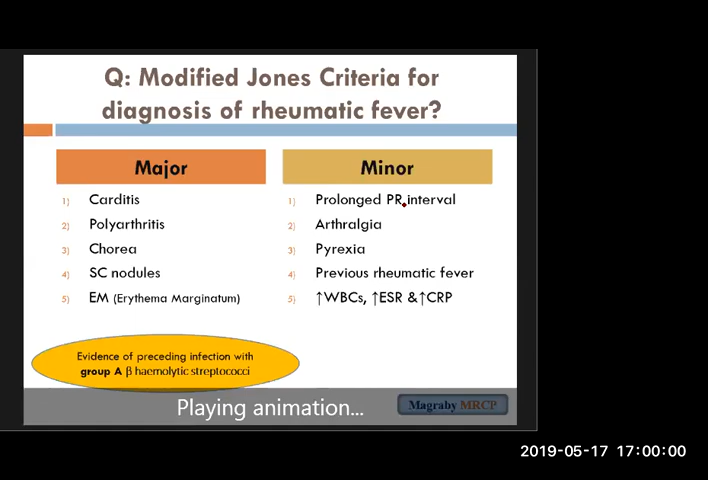 Q: Modified Jones Criteria for
diagnosis of rheumatic fever?
Major
1) Carditis
2) Polyarthritis
3) Chorea
4) SC nodules
5) EM (Erythema Marginatum)
Minor
1) Prolonged PR interval
2) Arthralgia
3) Pyrexia
4) Previous rheumatic fever
5) ↑WBCs, ↑ESR &↑CRP
Evidence of preceding infection with
group A β haemolytic streptococci
Playing animation...
Magraby MRCP
2019-05-17 17:00:00